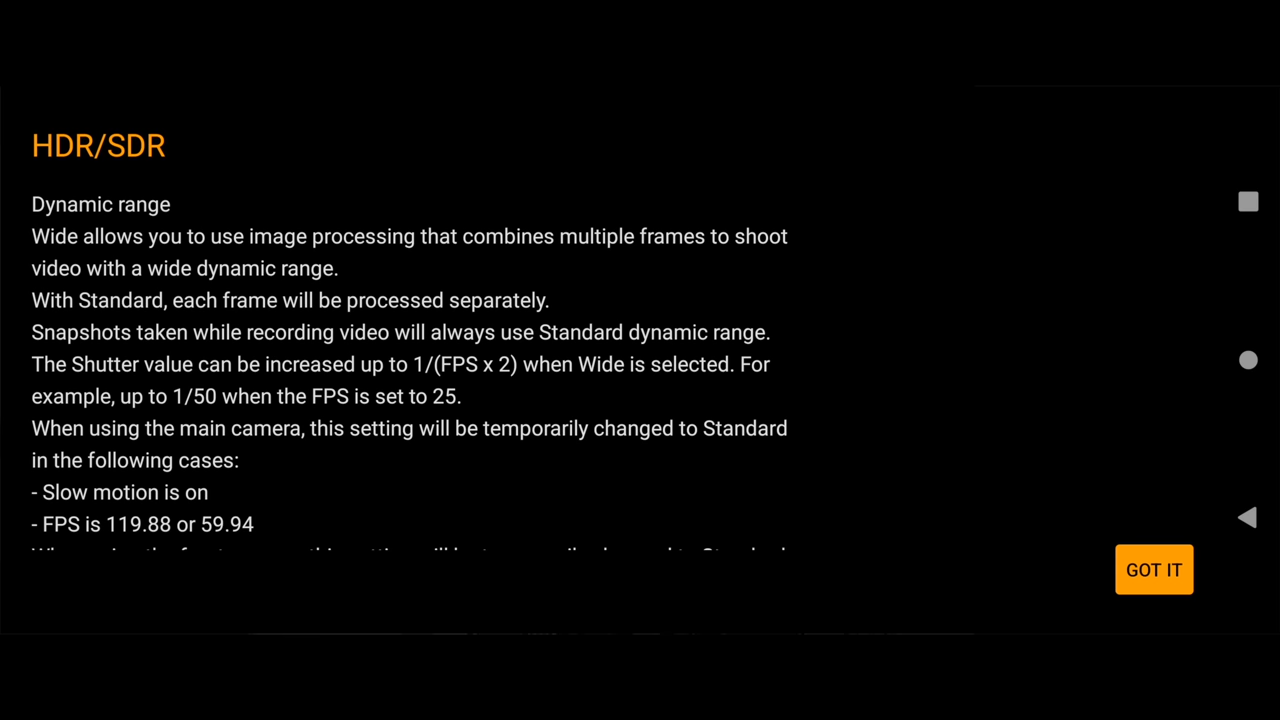 HDR/SDR
Dynamic range
Wide allows you to use image processing that combines multiple frames to shoot
video with a wide dynamic range.
With Standard, each frame will be processed separately.
Snapshots taken while recording video will always use Standard dynamic range.
The Shutter value can be increased up to 1/(FPS x 2) when Wide is selected. For
example, up to 1/50 when the FPS is set to 25.
When using the main camera, this setting will be temporarily changed to Standard
in the following cases:
- Slow motion is on
- FPS is 119.88 or 59.94
GOT IT